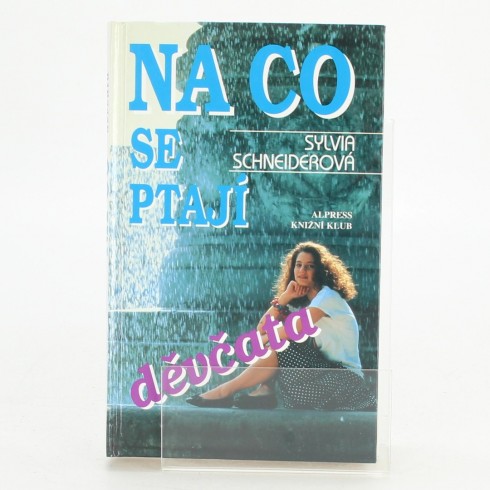 NA CO
SE
PTAJÍ
SYLVIA
SCHNEIDEROVÁ
ALPRESS
KNIŽNÍ KLUB
děvčata